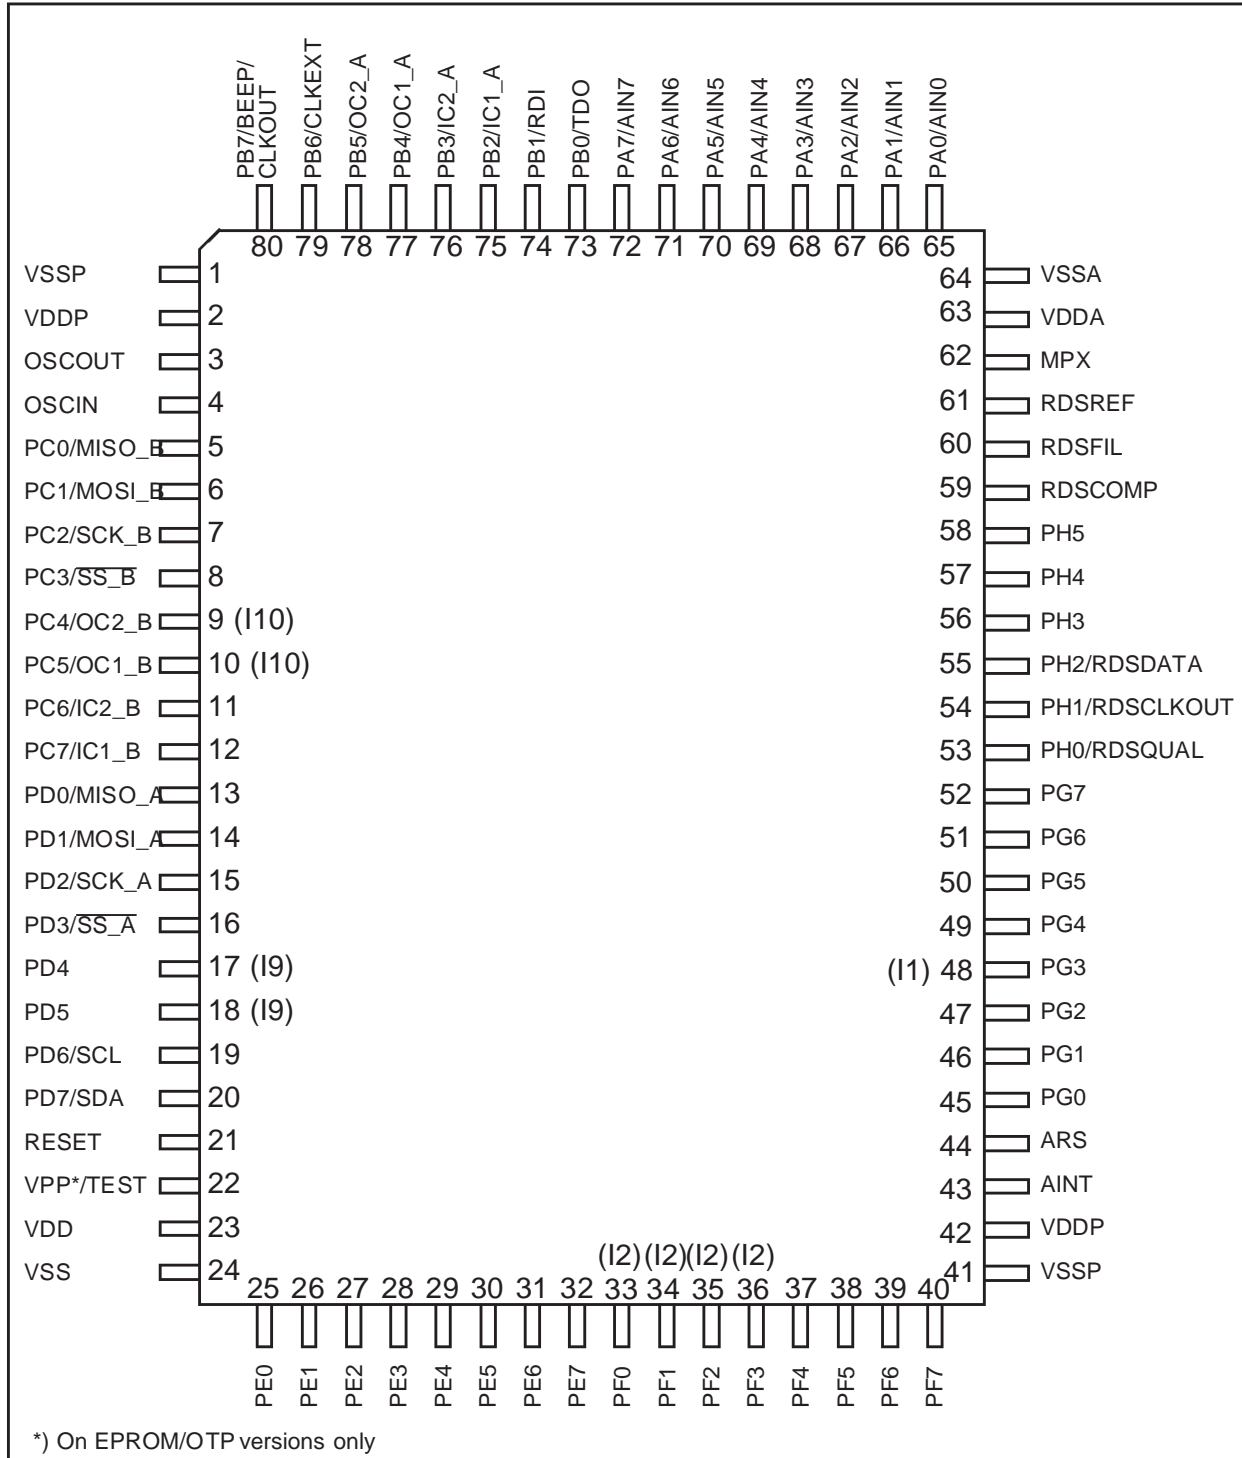 PB7/BEEP/
CLKOUT
PB6/CLKEXT
PB5/OC2_A
PB4/OC1_A
PB3/IC2_A
PB2/IC1_A
PB1/RDI
PB0/TDO
PA7/AIN7
PA6/AIN6
PA5/AIN5
PA4/AIN4
PA3/AIN3
PA2/AIN2
PA1/AIN1
PA0/AIN0
80 79 78 77 76 75 74 73 72 71 70 69 68 67 66 65
VSSP 1
VDDP 2
OSCOUT 3
OSCIN 4
PC0/MISO_B 5
PC1/MOSI_B 6
PC2/SCK_B 7
PC3/SS_B 8
PC4/OC2_B 9 (I10)
PC5/OC1_B 10 (I10)
PC6/IC2_B 11
PC7/IC1_B 12
PD0/MISO_A 13
PD1/MOSI_A 14
PD2/SCK_A 15
PD3/SS_A 16
PD4 17 (I9)
PD5 18 (I9)
PD6/SCL 19
PD7/SDA 20
RESET 21
VPP*/TEST 22
VDD 23
VSS 24
64 VSSA
63 VDDA
62 MPX
61 RDSREF
60 RDSFIL
59 RDSCOMP
58 PH5
57 PH4
56 PH3
55 PH2/RDSDATA
54 PH1/RDSCLKOUT
53 PH0/RDSQUAL
52 PG7
51 PG6
50 PG5
49 PG4
(I1) 48 PG3
47 PG2
46 PG1
45 PG0
44 ARS
43 AINT
42 VDDP
41 VSSP
(I2) (I2) (I2) (I2)
25 26 27 28 29 30 31 32 33 34 35 36 37 38 39 40
PE0
PE1
PE2
PE3
PE4
PE5
PE6
PE7
PF0
PF1
PF2
PF3
PF4
PF5
PF6
PF7
*) On EPROM/OTP versions only